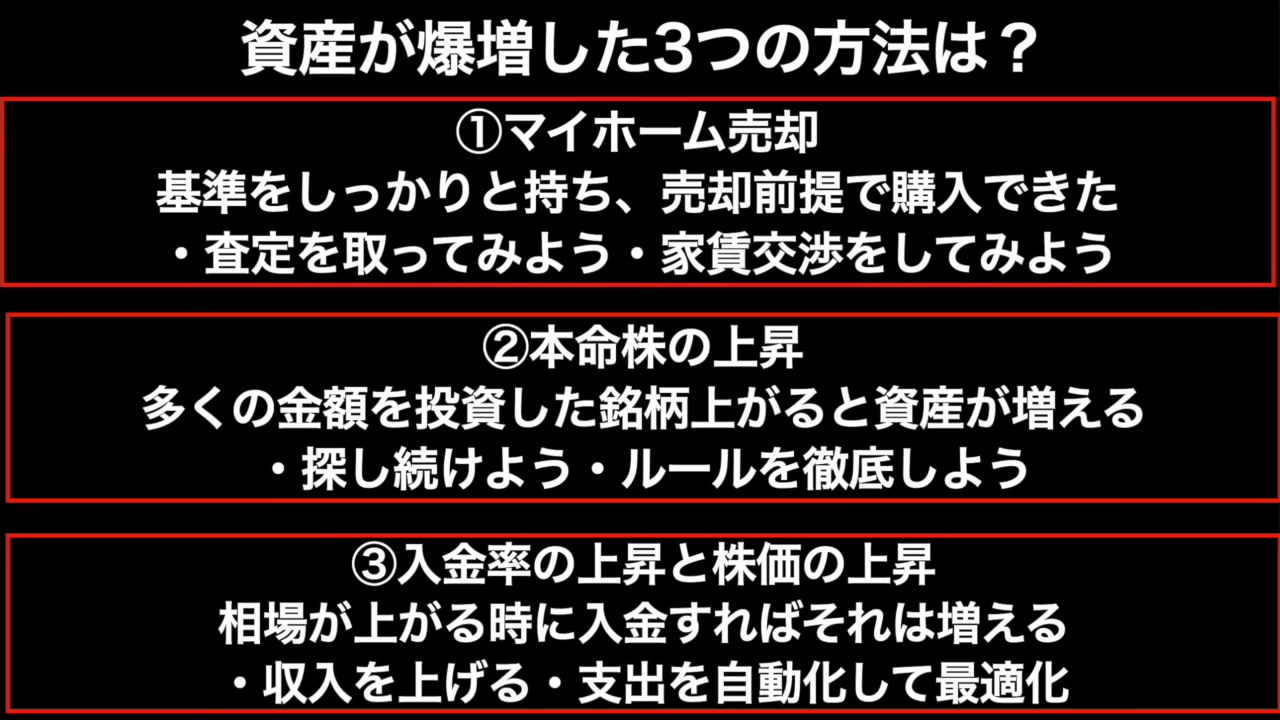 資産が爆増した3つの方法は？
①マイホーム売却
基準をしっかりと持ち、売却前提で購入できた
・査定を取ってみよう・家賃交渉をしてみよう
②本命株の上昇
多くの金額を投資した銘柄上がると資産が増える
・探し続けよう・ルールを徹底しよう
③入金率の上昇と株価の上昇
相場が上がる時に入金すればそれは増える
・収入を上げる・支出を自動化して最適化